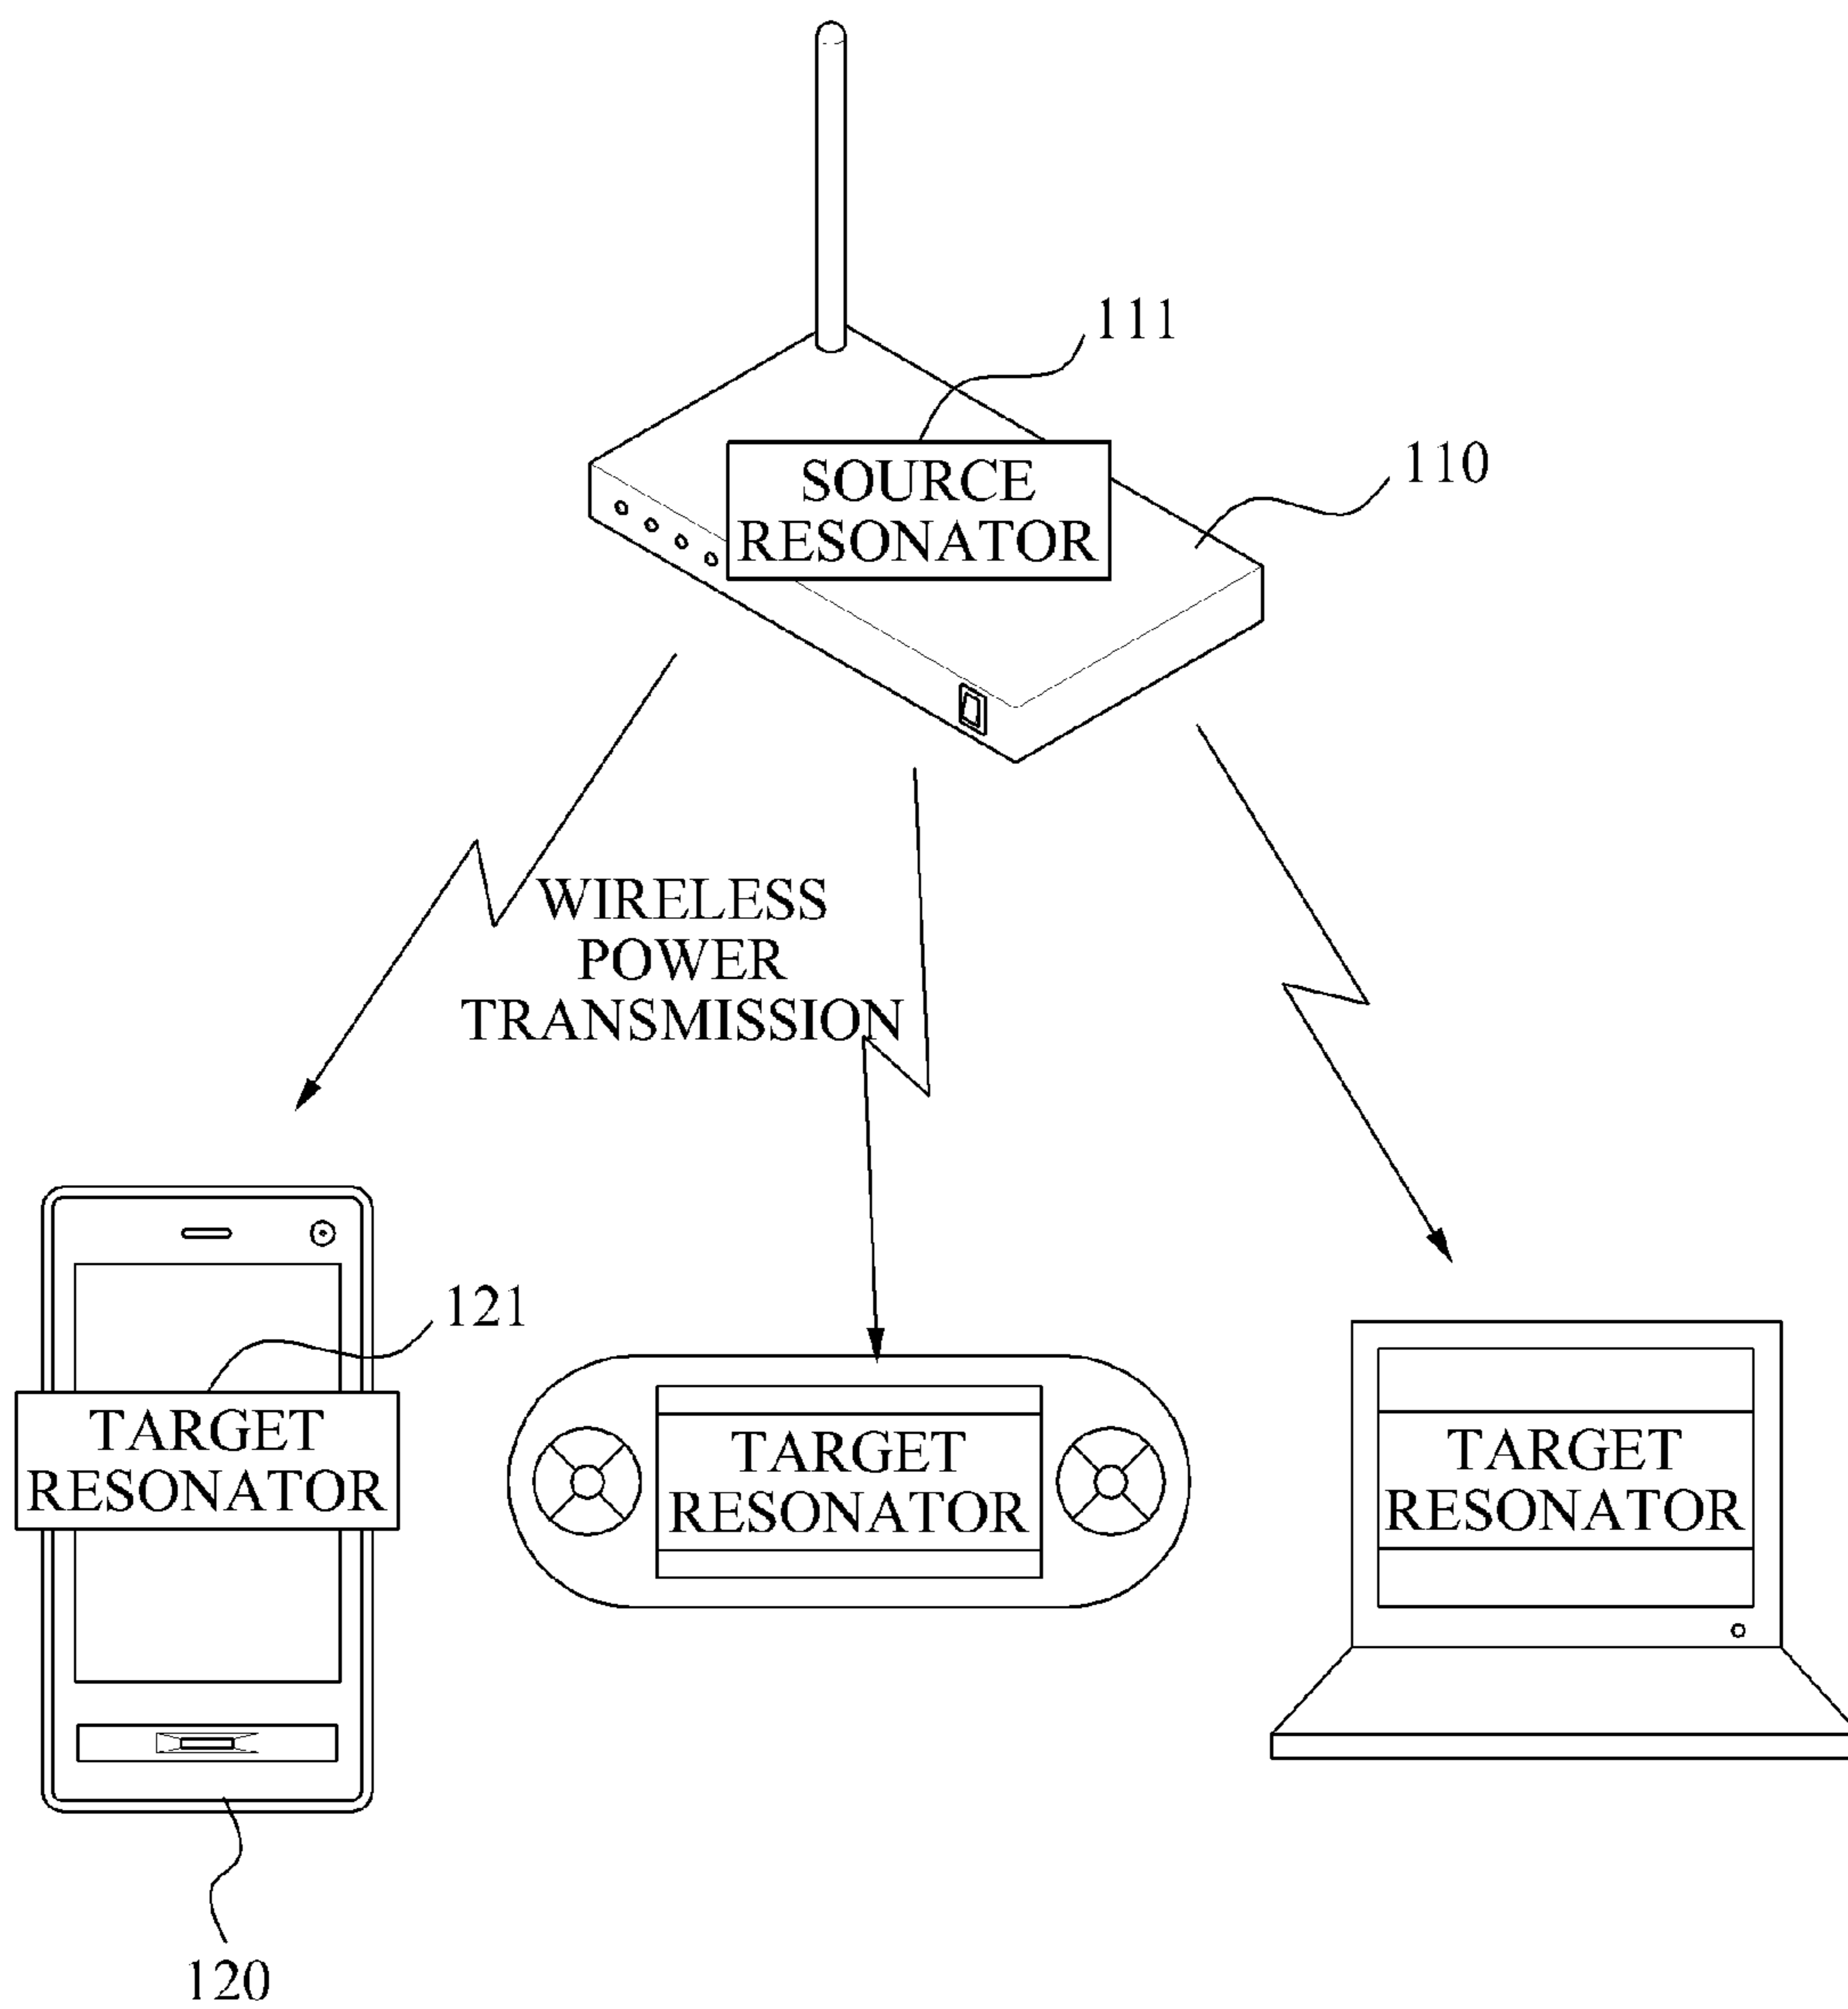 111
110
SOURCE
RESONATOR
WIRELESS
POWER
TRANSMISSION
121
TARGET
RESONATOR
TARGET
RESONATOR
TARGET
RESONATOR
120